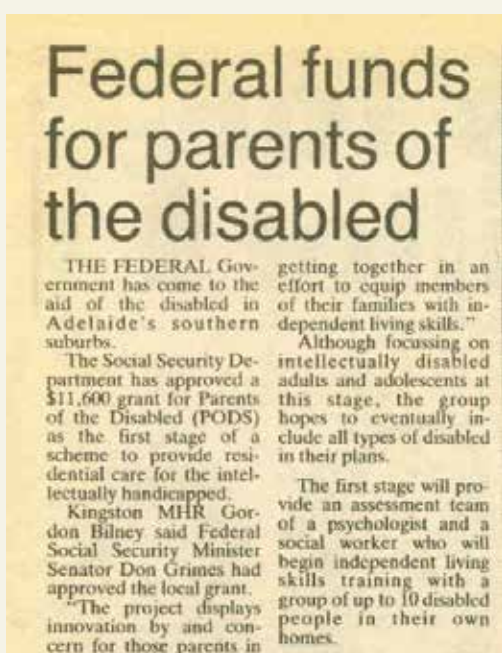 Federal funds
for parents of
the disabled
THE FEDERAL Gov-
ernment has come to the
aid of the disabled in
Adelaide's southern
suburbs.
The Social Security De-
partment has approved a
$11,600 grant for Parents
of the Disabled (PODS)
as the first stage of a
scheme to provide resi-
dential care for the intel-
lectually handicapped.
Kingston MHR Gor-
don Bilney said Federal
Social Security Minister
Senator Don Grimes had
approved the local grant.
"The project displays
innovation by and con-
cern for those parents in
getting together in an
effort to equip members
of their families with in-
dependent living skills."
Although focussing on
intellectually disabled
adults and adolescents at
this stage, the group
hopes to eventually in-
clude all types of disabled
in their plans.
The first stage will pro-
vide an assessment team
of a psychologist and a
social worker who will
begin independent living
skills training with a
group of up to 10 disabled
people in their own
homes.